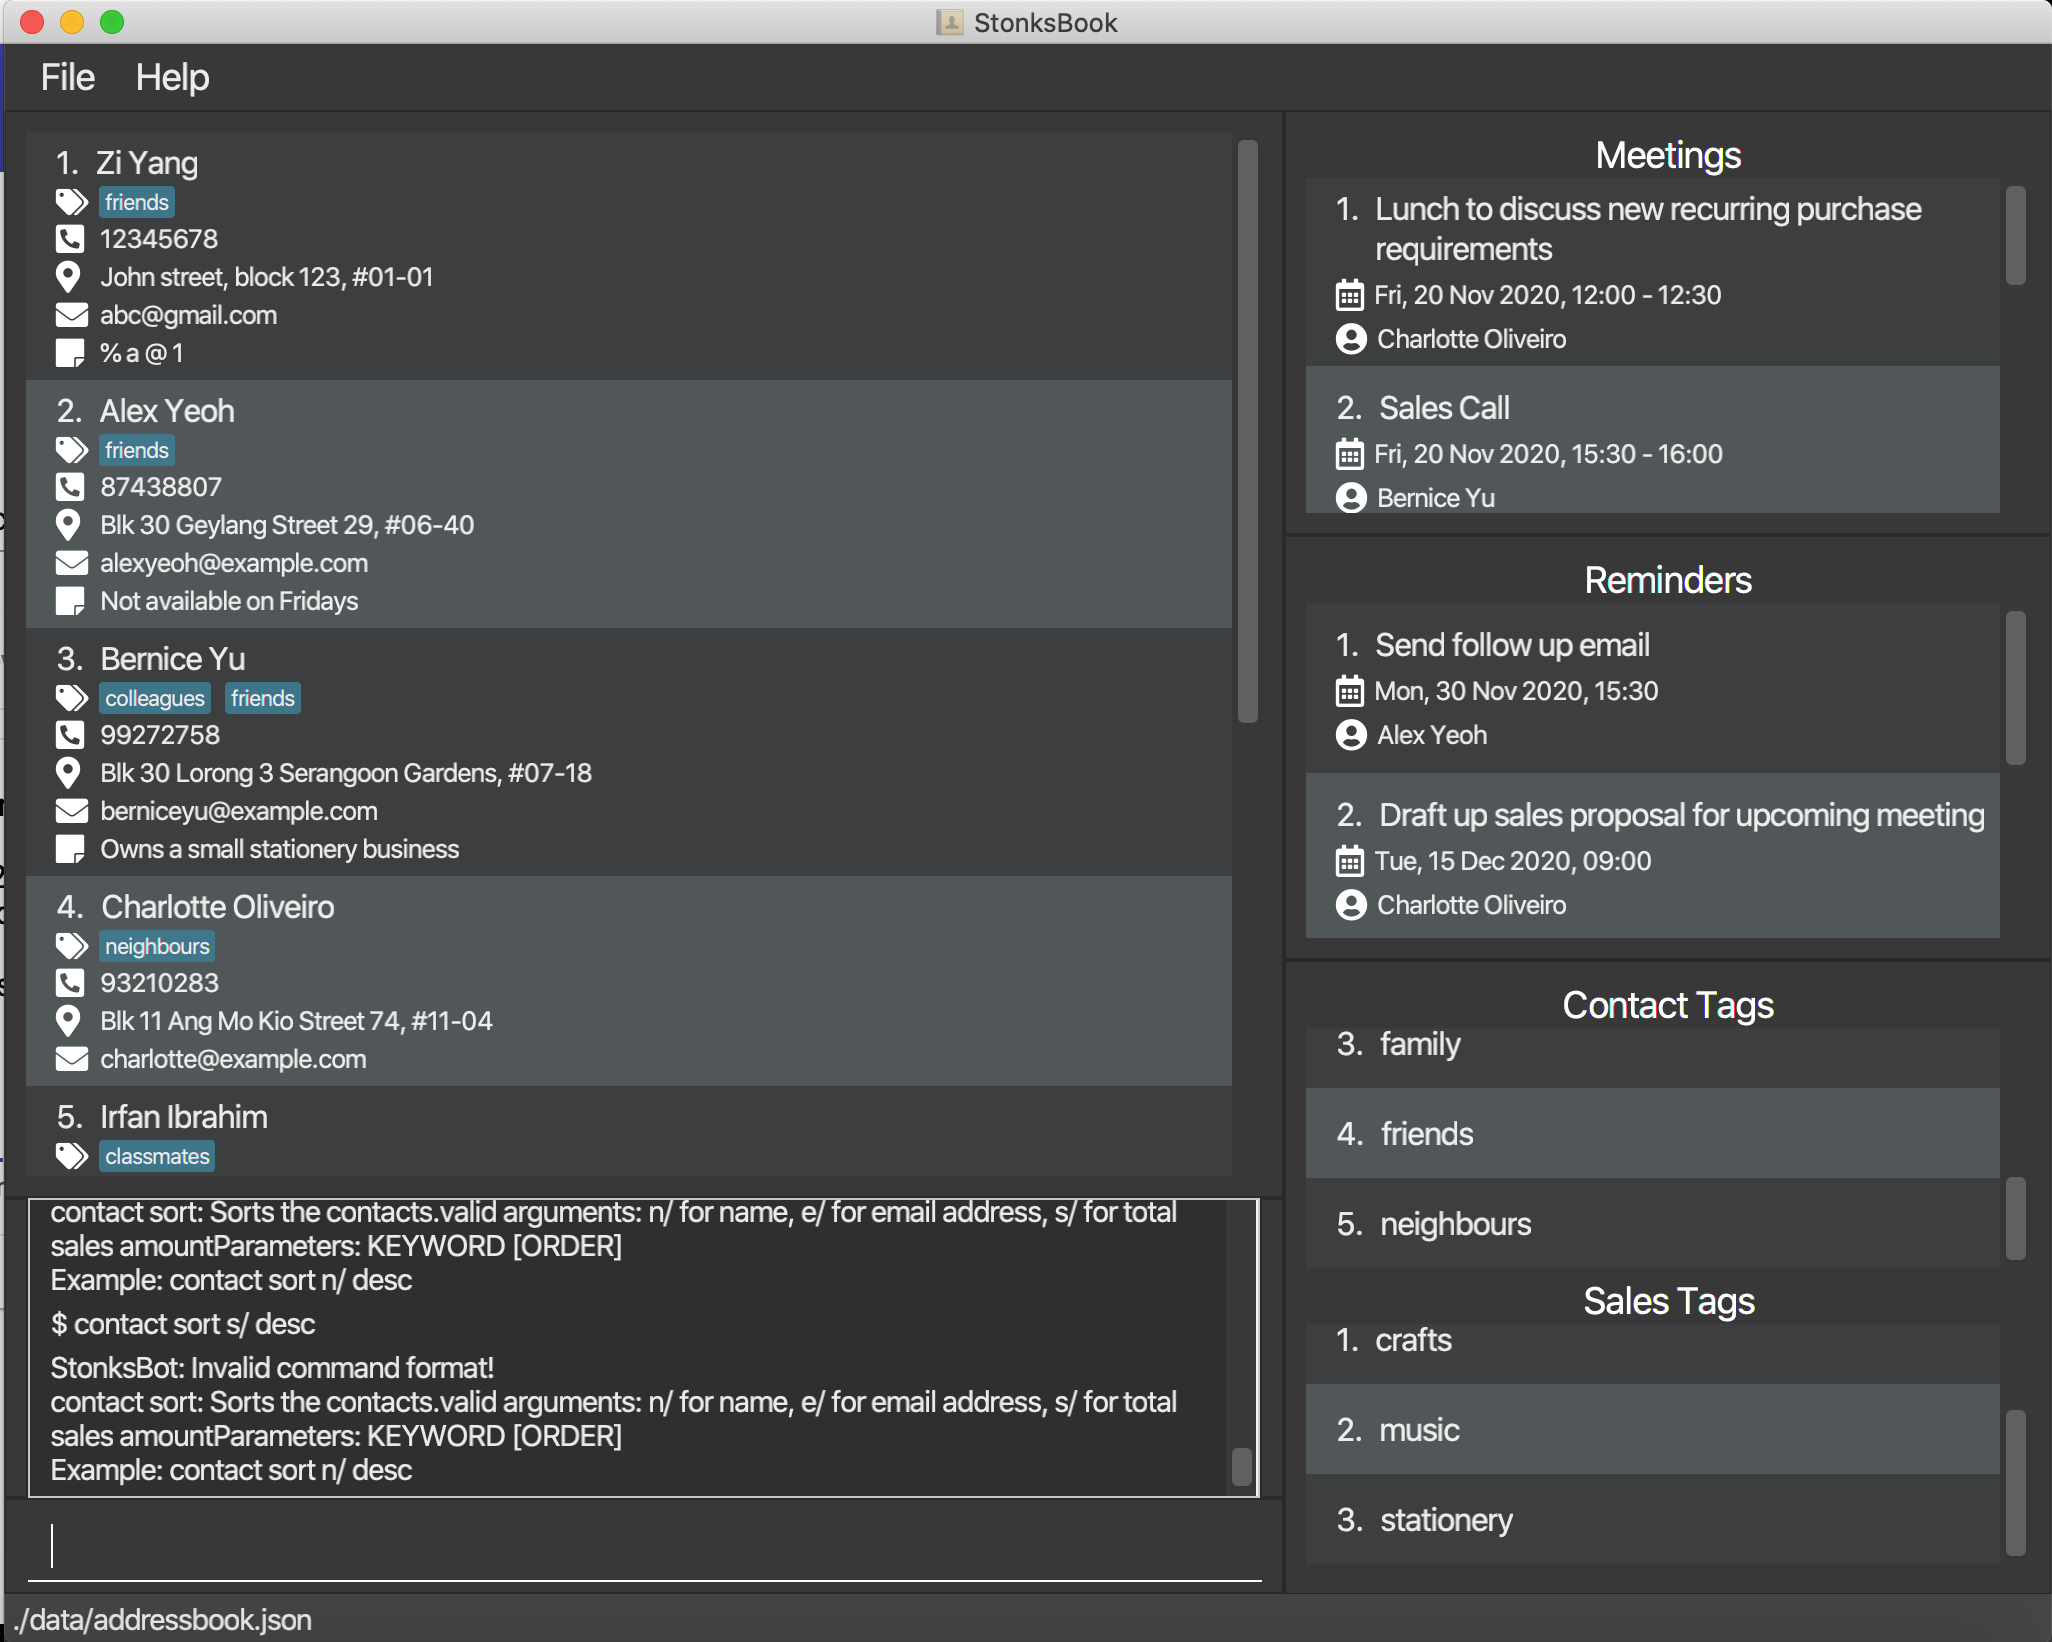 StonksBook
File Help
1. Zi Yang
friends
12345678
John street, block 123, #01-01
abc@gmail.com
% a @ 1
2. Alex Yeoh
friends
87438807
Blk 30 Geylang Street 29, #06-40
alexyeoh@example.com
Not available on Fridays
3. Bernice Yu
colleagues friends
99272758
Blk 30 Lorong 3 Serangoon Gardens, #07-18
berniceyu@example.com
Owns a small stationery business
4. Charlotte Oliveiro
neighbours
93210283
Blk 11 Ang Mo Kio Street 74, #11-04
charlotte@example.com
5. Irfan Ibrahim
classmates
contact sort: Sorts the contacts.valid arguments: n/ for name, e/ for email address, s/ for total
sales amountParameters: KEYWORD [ORDER]
Example: contact sort n/ desc
$ contact sort s/ desc
StonksBot: Invalid command format!
contact sort: Sorts the contacts.valid arguments: n/ for name, e/ for email address, s/ for total
sales amountParameters: KEYWORD [ORDER]
Example: contact sort n/ desc
./data/addressbook.json
Meetings
1. Lunch to discuss new recurring purchase
requirements
Fri, 20 Nov 2020, 12:00 - 12:30
Charlotte Oliveiro
2. Sales Call
Fri, 20 Nov 2020, 15:30 - 16:00
Bernice Yu
Reminders
1. Send follow up email
Mon, 30 Nov 2020, 15:30
Alex Yeoh
2. Draft up sales proposal for upcoming meeting
Tue, 15 Dec 2020, 09:00
Charlotte Oliveiro
Contact Tags
3. family
4. friends
5. neighbours
Sales Tags
1. crafts
2. music
3. stationery